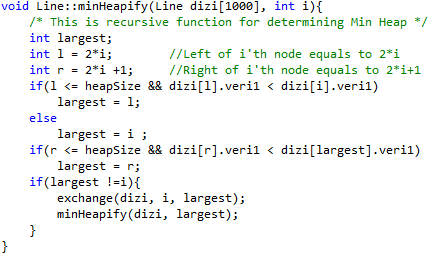 void Line::minHeapify(Line dizi[1000], int i){
    /* This is recursive function for determining Min Heap */
    int largest;
    int l = 2*i;        //Left of i'th node equals to 2*i
    int r = 2*i +1;     //Right of i'th node equals to 2*i+1
    if(l <= heapSize && dizi[l].veri1 < dizi[i].veri1)
        largest = l;
    else
        largest = i ;
    if(r <= heapSize && dizi[r].veri1 < dizi[largest].veri1)
        largest = r;
    if(largest !=i){
        exchange(dizi, i, largest);
        minHeapify(dizi, largest);
    }
}